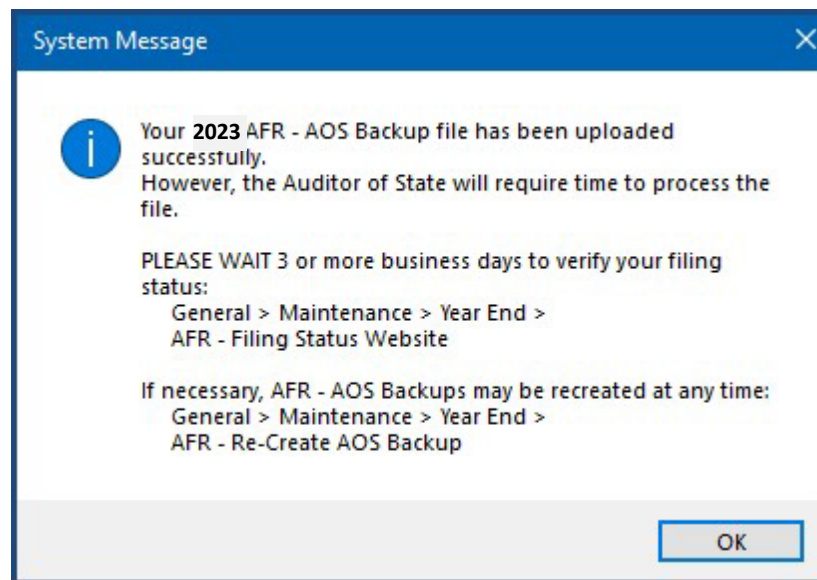 System Message
Your 2023 AFR - AOS Backup file has been uploaded
successfully.
However, the Auditor of State will require time to process the
file.
PLEASE WAIT 3 or more business days to verify your filing
status:
General > Maintenance > Year End >
AFR - Filing Status Website
If necessary, AFR - AOS Backups may be recreated at any time:
General > Maintenance > Year End >
AFR - Re-Create AOS Backup
OK